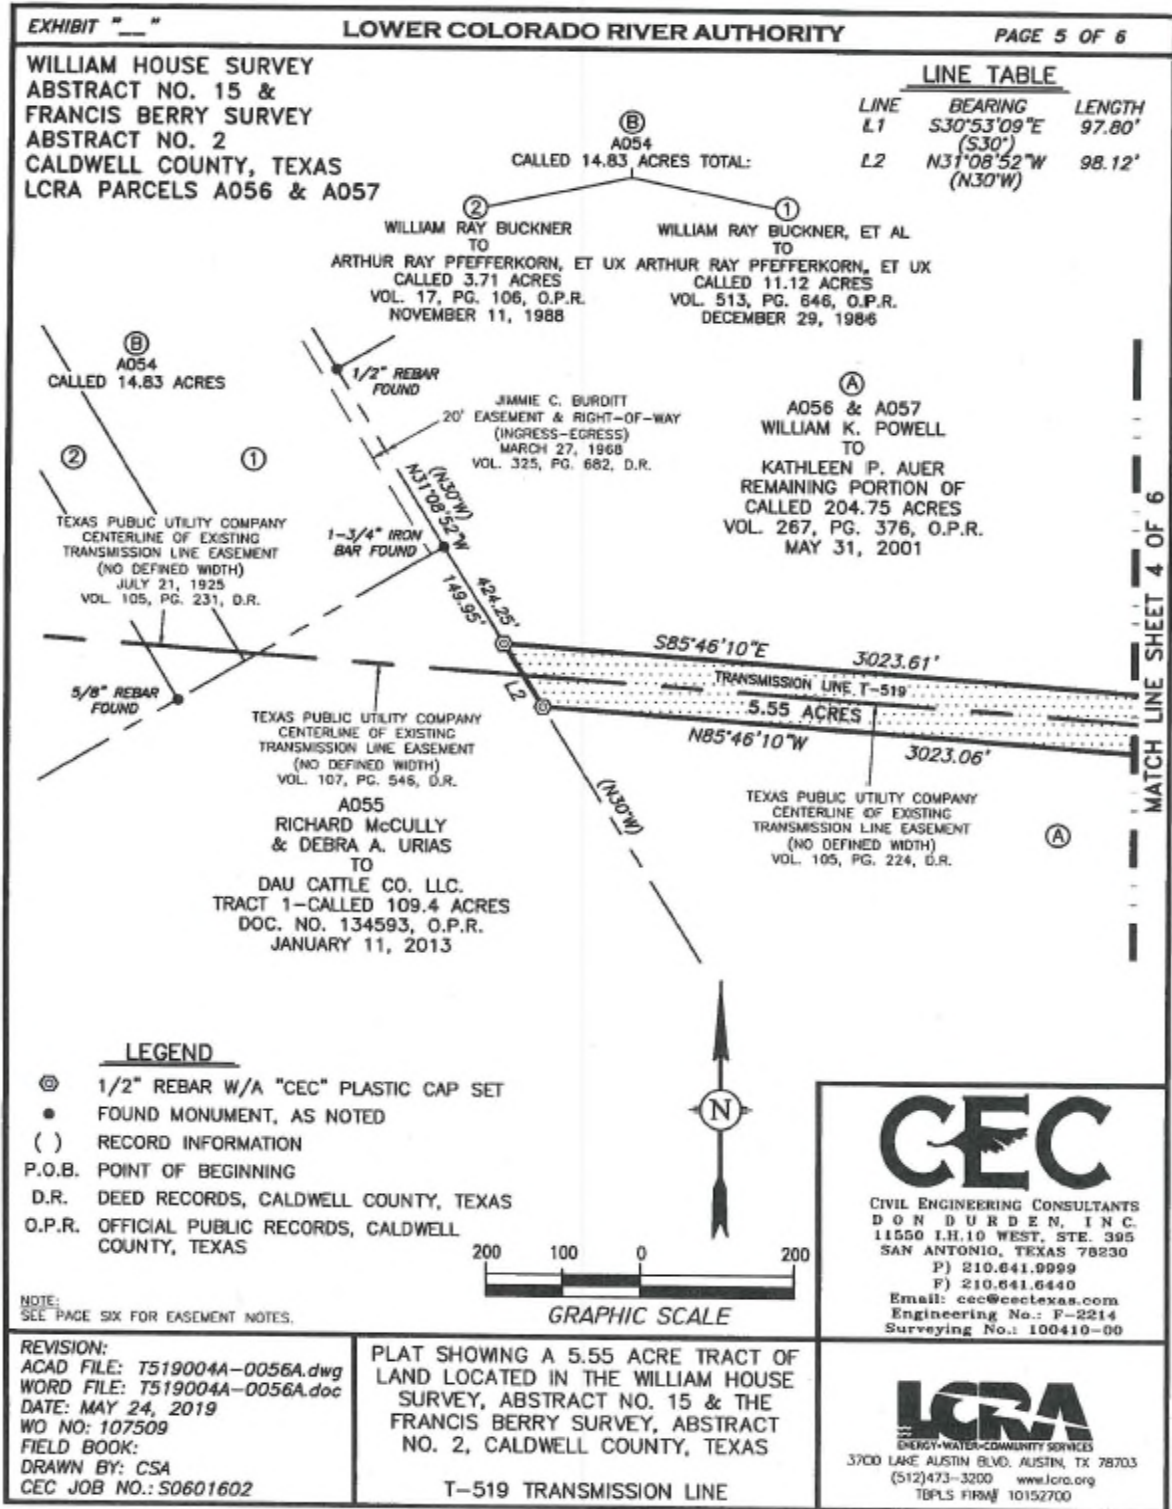 EXHIBIT "__"
LOWER COLORADO RIVER AUTHORITY
PAGE 5 OF 6
WILLIAM HOUSE SURVEY
ABSTRACT NO. 15 &
FRANCIS BERRY SURVEY
ABSTRACT NO. 2
CALDWELL COUNTY, TEXAS
LCRA PARCELS A056 & A057
LINE TABLE
LINE BEARING LENGTH
L1 S30°53'09"E 97.80'
(S30°)
L2 N31°08'52"W 98.12'
(N30°W)
B
A054
CALLED 14.83 ACRES TOTAL:
2
WILLIAM RAY BUCKNER
TO
ARTHUR RAY PFEFFERKORN, ET UX
CALLED 3.71 ACRES
VOL. 17, PG. 106, O.P.R.
NOVEMBER 11, 1988
1
WILLIAM RAY BUCKNER, ET AL
TO
ARTHUR RAY PFEFFERKORN, ET UX
CALLED 11.12 ACRES
VOL. 513, PG. 646, O.P.R.
DECEMBER 29, 1986
B
A054
CALLED 14.83 ACRES
2
1
1/2" REBAR
FOUND
JIMMIE C. BURDITT
20' EASEMENT & RIGHT-OF-WAY
(INGRESS-EGRESS)
MARCH 27, 1968
VOL. 325, PG. 682, D.R.
A
A056 & A057
WILLIAM K. POWELL
TO
KATHLEEN P. AUER
REMAINING PORTION OF
CALLED 204.75 ACRES
VOL. 267, PG. 376, O.P.R.
MAY 31, 2001
MATCH LINE SHEET 4 OF 6
(N30°W)
N31°08'52"W
424.25'
149.95'
1-3/4" IRON
BAR FOUND
TEXAS PUBLIC UTILITY COMPANY
CENTERLINE OF EXISTING
TRANSMISSION LINE EASEMENT
(NO DEFINED WIDTH)
JULY 21, 1925
VOL. 105, PG. 231, D.R.
5/8" REBAR
FOUND
S85°46'10"E 3023.61'
TRANSMISSION LINE T-519
5.55 ACRES
L2
N85°46'10"W 3023.06'
TEXAS PUBLIC UTILITY COMPANY
CENTERLINE OF EXISTING
TRANSMISSION LINE EASEMENT
(NO DEFINED WIDTH)
VOL. 107, PG. 546, D.R.
A055
RICHARD McCULLY
& DEBRA A. URIAS
TO
DAU CATTLE CO. LLC.
TRACT 1-CALLED 109.4 ACRES
DOC. NO. 134593, O.P.R.
JANUARY 11, 2013
(N30°W)
TEXAS PUBLIC UTILITY COMPANY
CENTERLINE OF EXISTING
TRANSMISSION LINE EASEMENT
(NO DEFINED WIDTH)
VOL. 105, PG. 224, D.R.
A
LEGEND
1/2" REBAR W/A "CEC" PLASTIC CAP SET
FOUND MONUMENT, AS NOTED
( ) RECORD INFORMATION
P.O.B. POINT OF BEGINNING
D.R. DEED RECORDS, CALDWELL COUNTY, TEXAS
O.P.R. OFFICIAL PUBLIC RECORDS, CALDWELL
COUNTY, TEXAS
N
200 100 0 200
GRAPHIC SCALE
NOTE:
SEE PAGE SIX FOR EASEMENT NOTES.
CEC
CIVIL ENGINEERING CONSULTANTS
DON DURDEN, INC.
11550 I.H.10 WEST, STE. 395
SAN ANTONIO, TEXAS 78230
P) 210.641.9999
F) 210.641.6440
Email: cec@cectexas.com
Engineering No.: F-2214
Surveying No.: 100410-00
REVISION:
ACAD FILE: T519004A-0056A.dwg
WORD FILE: T519004A-0056A.doc
DATE: MAY 24, 2019
WO NO: 107509
FIELD BOOK:
DRAWN BY: CSA
CEC JOB NO.: S0601602
PLAT SHOWING A 5.55 ACRE TRACT OF
LAND LOCATED IN THE WILLIAM HOUSE
SURVEY, ABSTRACT NO. 15 & THE
FRANCIS BERRY SURVEY, ABSTRACT
NO. 2, CALDWELL COUNTY, TEXAS
T-519 TRANSMISSION LINE
LCRA
ENERGY•WATER•COMMUNITY SERVICES
3700 LAKE AUSTIN BLVD. AUSTIN, TX 78703
(512)473-3200 www.lcra.org
TBPLS FIRM# 10152700